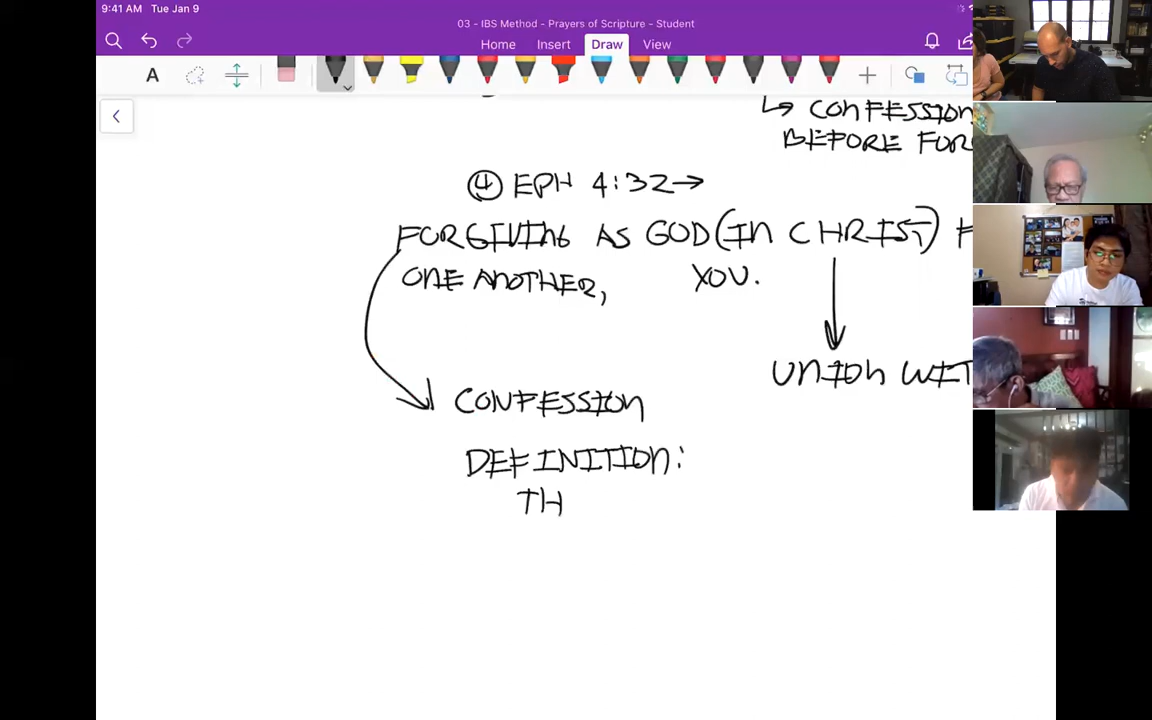 9:41 AM Tue Jan 9
03 - IBS Method - Prayers of Scripture - Student
Home Insert Draw View
A
↳ CONFESSION
BEFORE FOR
④ EPH 4:32→
FORGIVING AS GOD (IN CHRIST) F
ONE ANOTHER, YOU.
UNION WIT
CONFESSION
DEFINITION:
TH